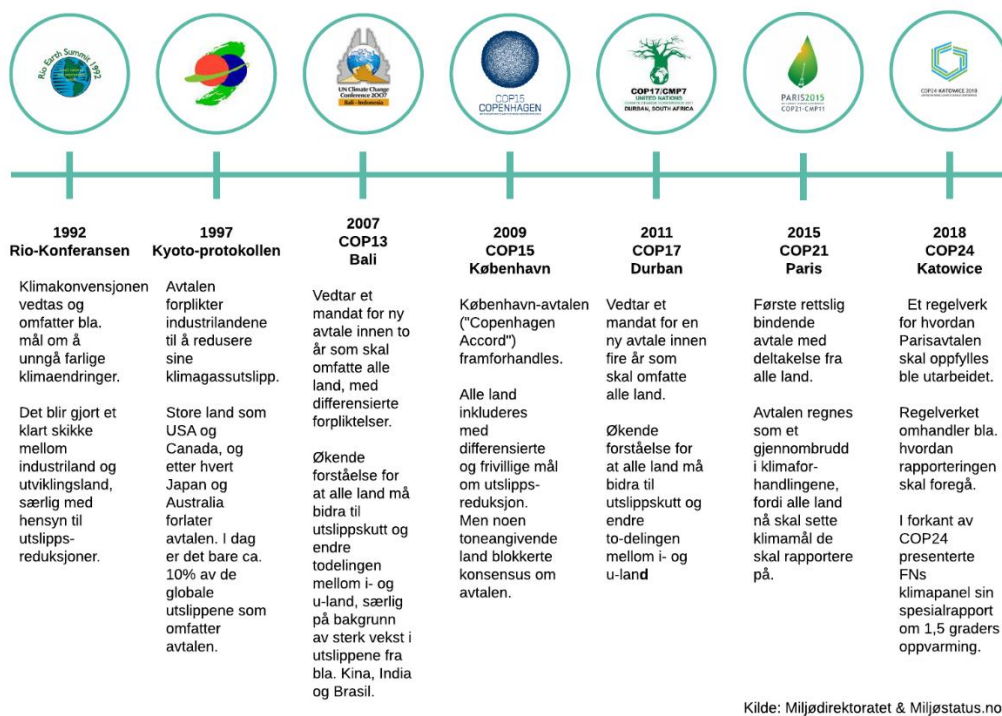 Rio Earth Summit 1992
UN Climate Change
Conference 2007
Bali - Indonesia
COP15
COPENHAGEN
COP17/CMP7
UNITED NATIONS
DURBAN, SOUTH AFRICA
PARIS2015
COP21·CMP11
COP24 KATOWICE 2018
1992
Rio-Konferansen
Klimakonvensjonen
vedtas og
omfatter bla.
mål om å
unngå farlige
klimaendringer.
Det blir gjort et
klart skikke
mellom
industriland og
utviklingsland,
særlig med
hensyn til
utslipps-
reduksjoner.
1997
Kyoto-protokollen
Avtalen
forplikter
industrilandene
til å redusere
sine
klimagassutslipp.
Store land som
USA og
Canada, og
etter hvert
Japan og
Australia
forlater
avtalen. I dag
er det bare ca.
10% av de
globale
utslippene som
omfatter
avtalen.
2007
COP13
Bali
Vedtar et
mandat for ny
avtale innen to
år som skal
omfatte alle
land, med
differensierte
forpliktelser.
Økende
forståelse for
at alle land må
bidra til
utslippskutt og
endre
todelingen
mellom i- og
u-land, særlig
på bakgrunn
av sterk vekst i
utslippene fra
bla. Kina, India
og Brasil.
2009
COP15
København
København-avtalen
("Copenhagen
Accord")
framforhandles.
Alle land
inkluderes
med
differensierte
og frivillige mål
om utslipps-
reduksjon.
Men noen
toneangivende
land blokkerte
konsensus om
avtalen.
2011
COP17
Durban
Vedtar et
mandat for en
ny avtale innen
fire år som
skal omfatte
alle land.
Økende
forståelse for
at alle land må
bidra til
utslippskutt og
endre
to-delingen
mellom i- og
u-land
2015
COP21
Paris
Første rettslig
bindende
avtale med
deltakelse fra
alle land.
Avtalen regnes
som et
gjennombrudd
i klimafor-
handlingene,
fordi alle land
nå skal sette
klimamål de
skal rapportere
på.
2018
COP24
Katowice
Et regelverk
for hvordan
Parisavtalen
skal oppfylles
ble utarbeidet.
Regelverket
omhandler bla.
hvordan
rapporteringen
skal foregå.
I forkant av
COP24
presenterte
FNs
klimapanel sin
spesialrapport
om 1,5 graders
oppvarming.
Kilde: Miljødirektoratet & Miljøstatus.no